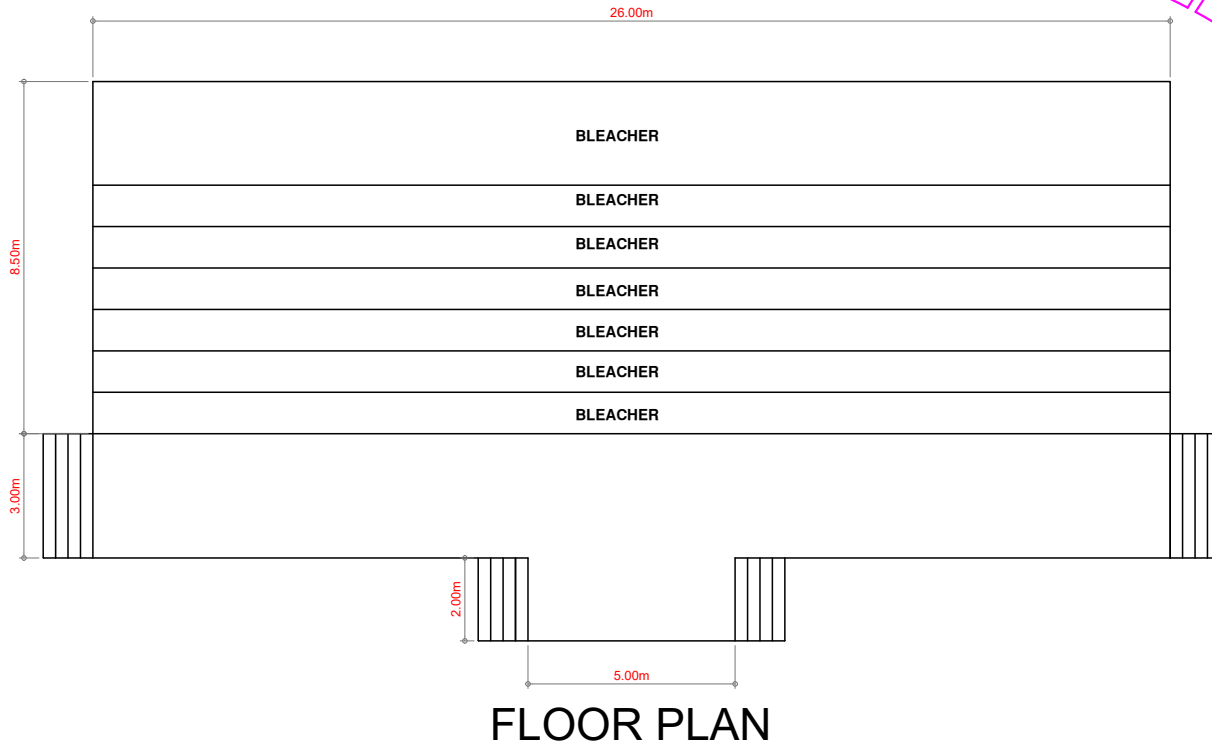 26.00m
BLEACHER
BLEACHER
BLEACHER
8.50m
BLEACHER
BLEACHER
BLEACHER
BLEACHER
3.00m
2.00m
5.00m
FLOOR PLAN